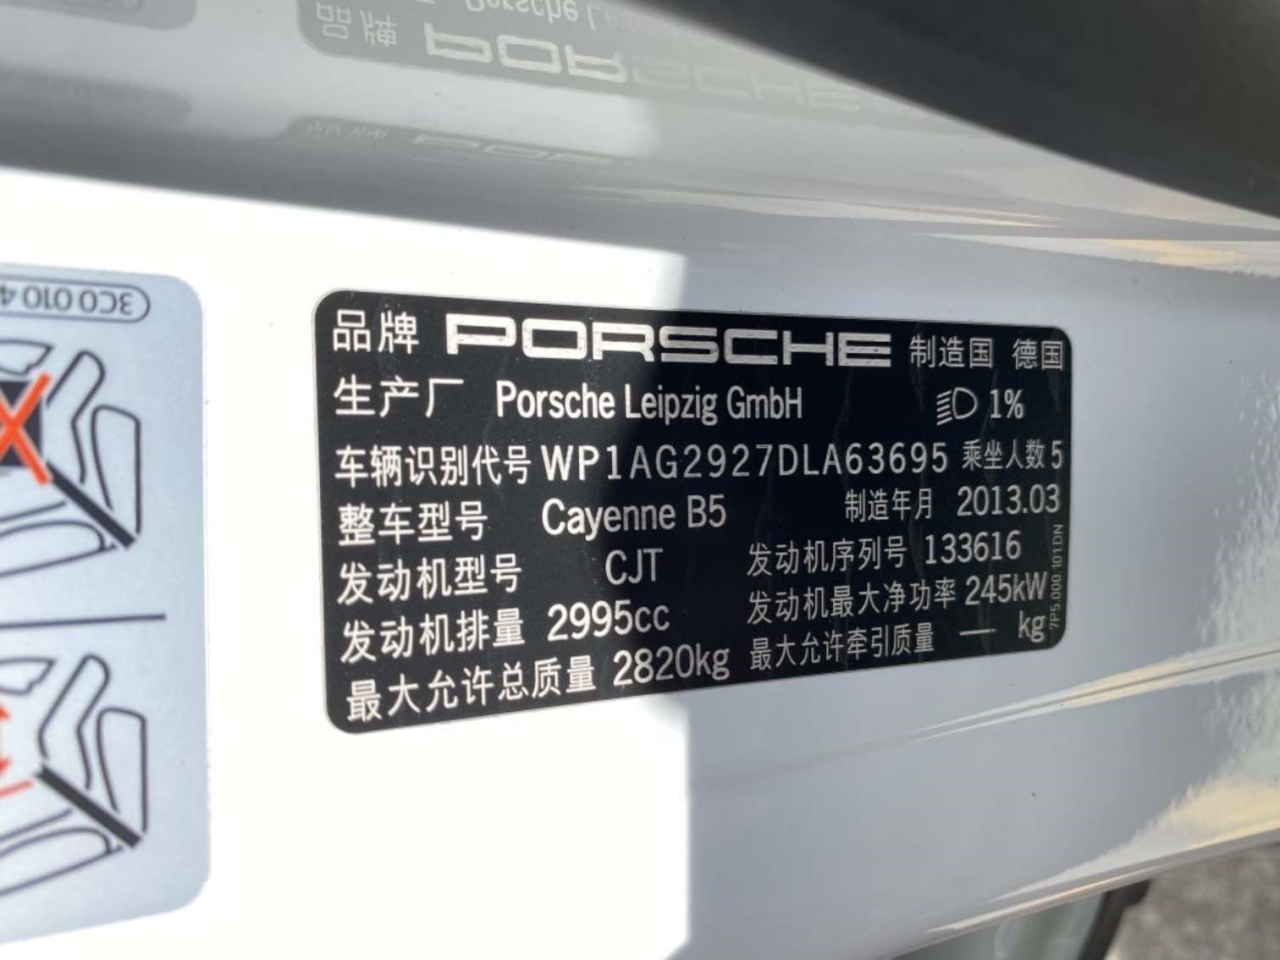 3C0 010 4
品牌 PORSCHE 制造国 德国
生产厂 Porsche Leipzig GmbH 1%
车辆识别代号 WP1AG2927DLA63695 乘坐人数 5
整车型号 Cayenne B5 制造年月 2013.03
发动机型号 CJT 发动机序列号 133616
发动机排量 2995cc 发动机最大净功率 245kW
最大允许总质量 2820kg 最大允许牵引质量 — kg
7P5.000.101.DN